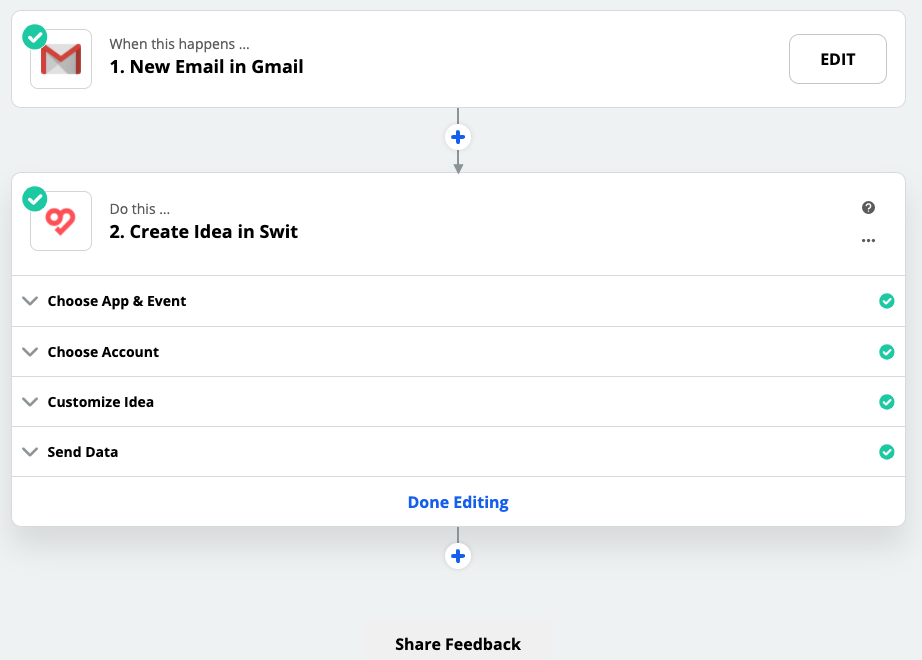 When this happens ...
1. New Email in Gmail
EDIT
Do this ...
2. Create Idea in Swit
Choose App & Event
Choose Account
Customize Idea
Send Data
Done Editing
Share Feedback